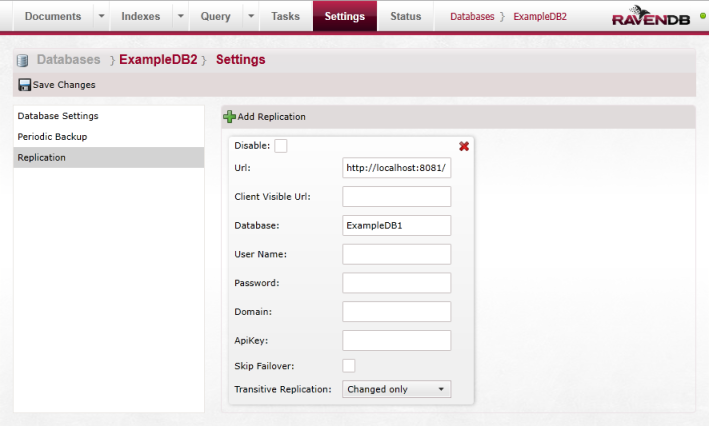 Documents Indexes Query Tasks Settings Status Databases } ExampleDB2 RAVENDB
Databases } ExampleDB2 } Settings
Save Changes
Database Settings
Periodic Backup
Replication
Add Replication
Disable:
Url: http://localhost:8081/
Client Visible Url:
Database: ExampleDB1
User Name:
Password:
Domain:
ApiKey:
Skip Failover:
Transitive Replication: Changed only